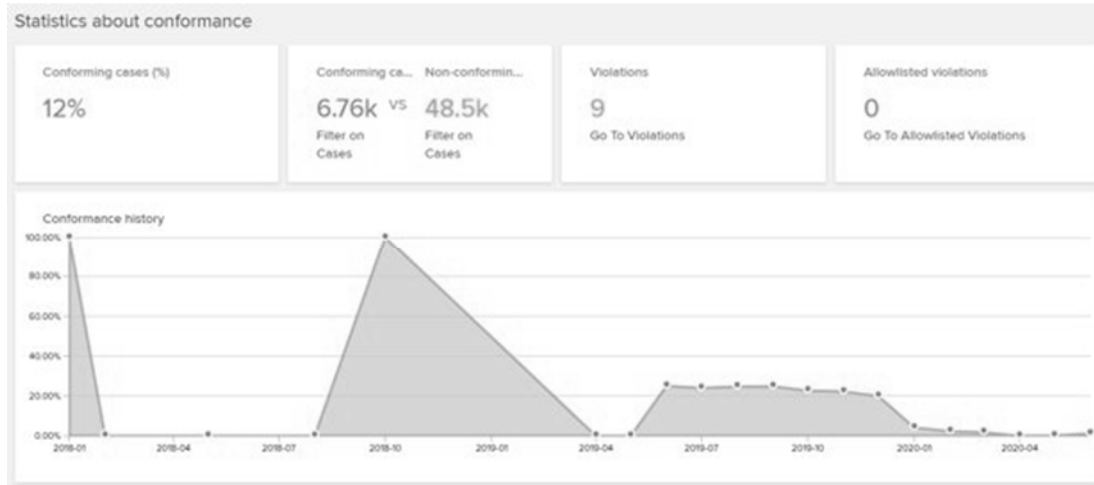 Statistics about conformance
Conforming cases (%)
12%
Conforming ca... Non-conformin...
6.76k vs 48.5k
Filter on Cases Filter on Cases
Violations
9
Go To Violations
Allowlisted violations
0
Go To Allowlisted Violations
Conformance history
100.00%
80.00%
60.00%
40.00%
20.00%
0.00%
2018-01 2018-04 2018-07 2018-10 2019-01 2019-04 2019-07 2019-10 2020-01 2020-04